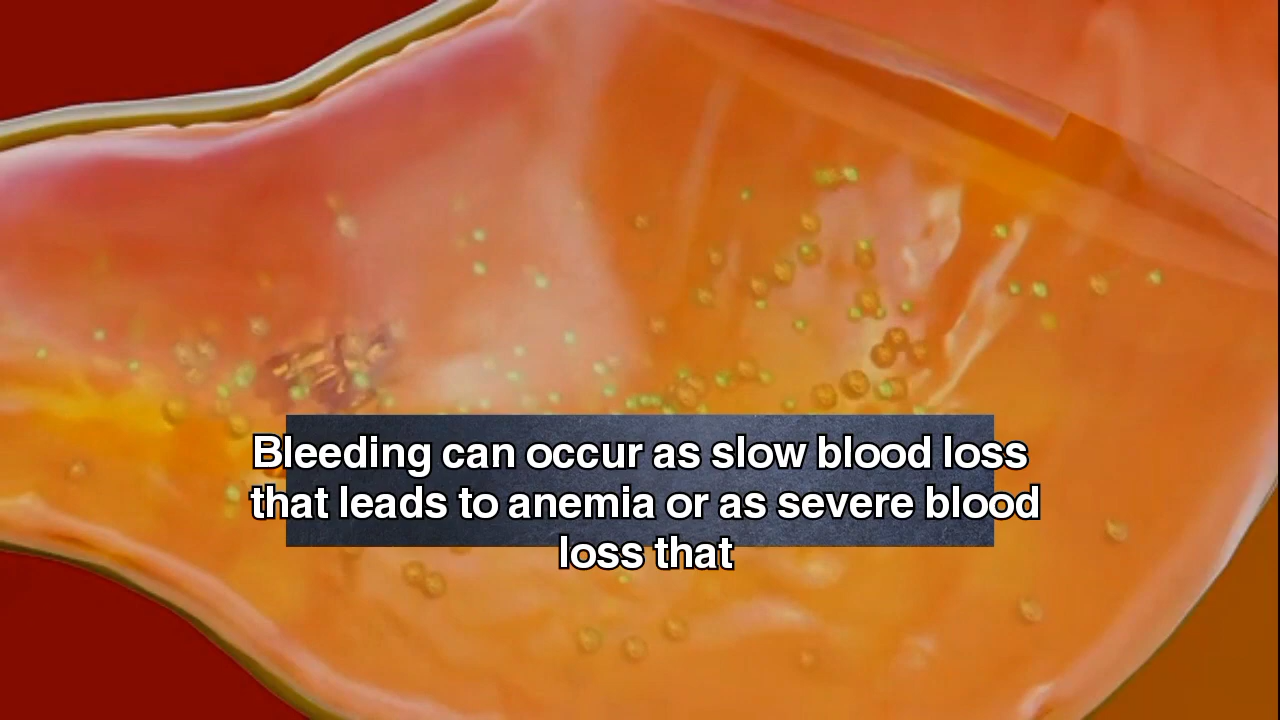 Bleeding can occur as slow blood loss
that leads to anemia or as severe blood
loss that